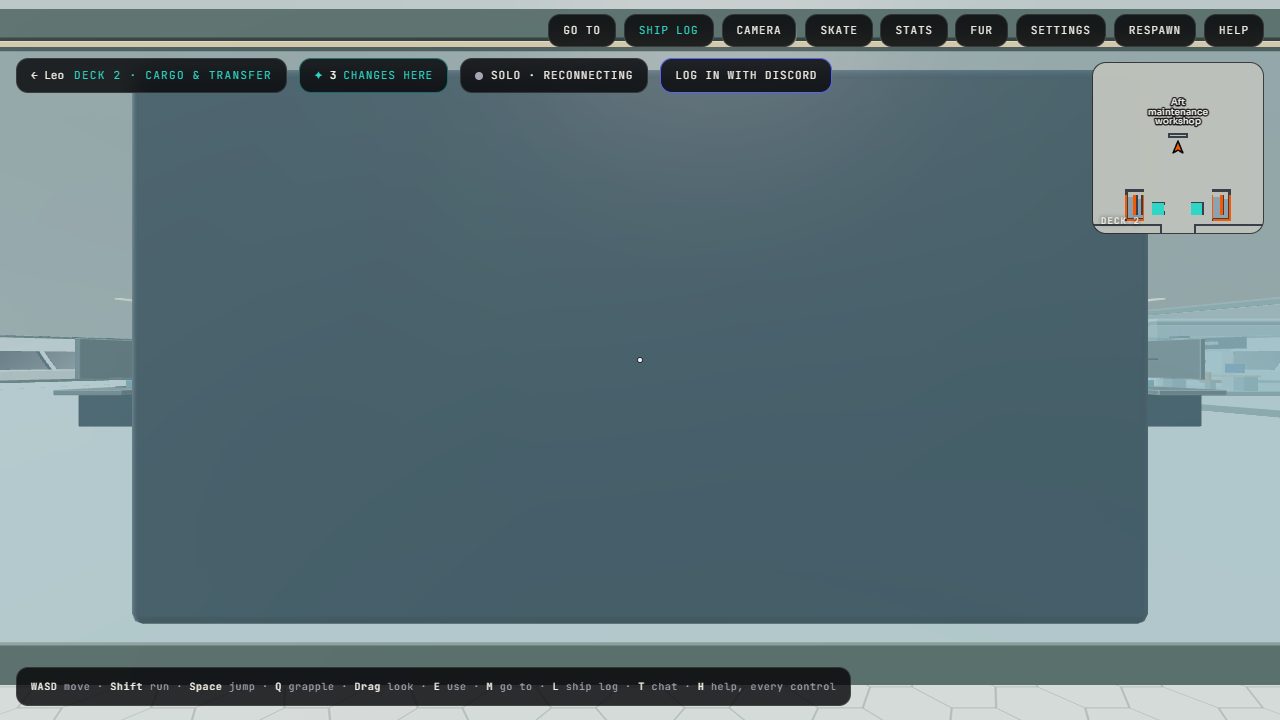 GO TO
SHIP LOG
CAMERA
SKATE
STATS
FUR
SETTINGS
RESPAWN
HELP
← Leo DECK 2 · CARGO & TRANSFER
✦ 3 CHANGES HERE
● SOLO · RECONNECTING
LOG IN WITH DISCORD
Aft
maintenance
workshop
DECK 2
WASD move · Shift run · Space jump · Q grapple · Drag look · E use · M go to · L ship log · T chat · H help, every control